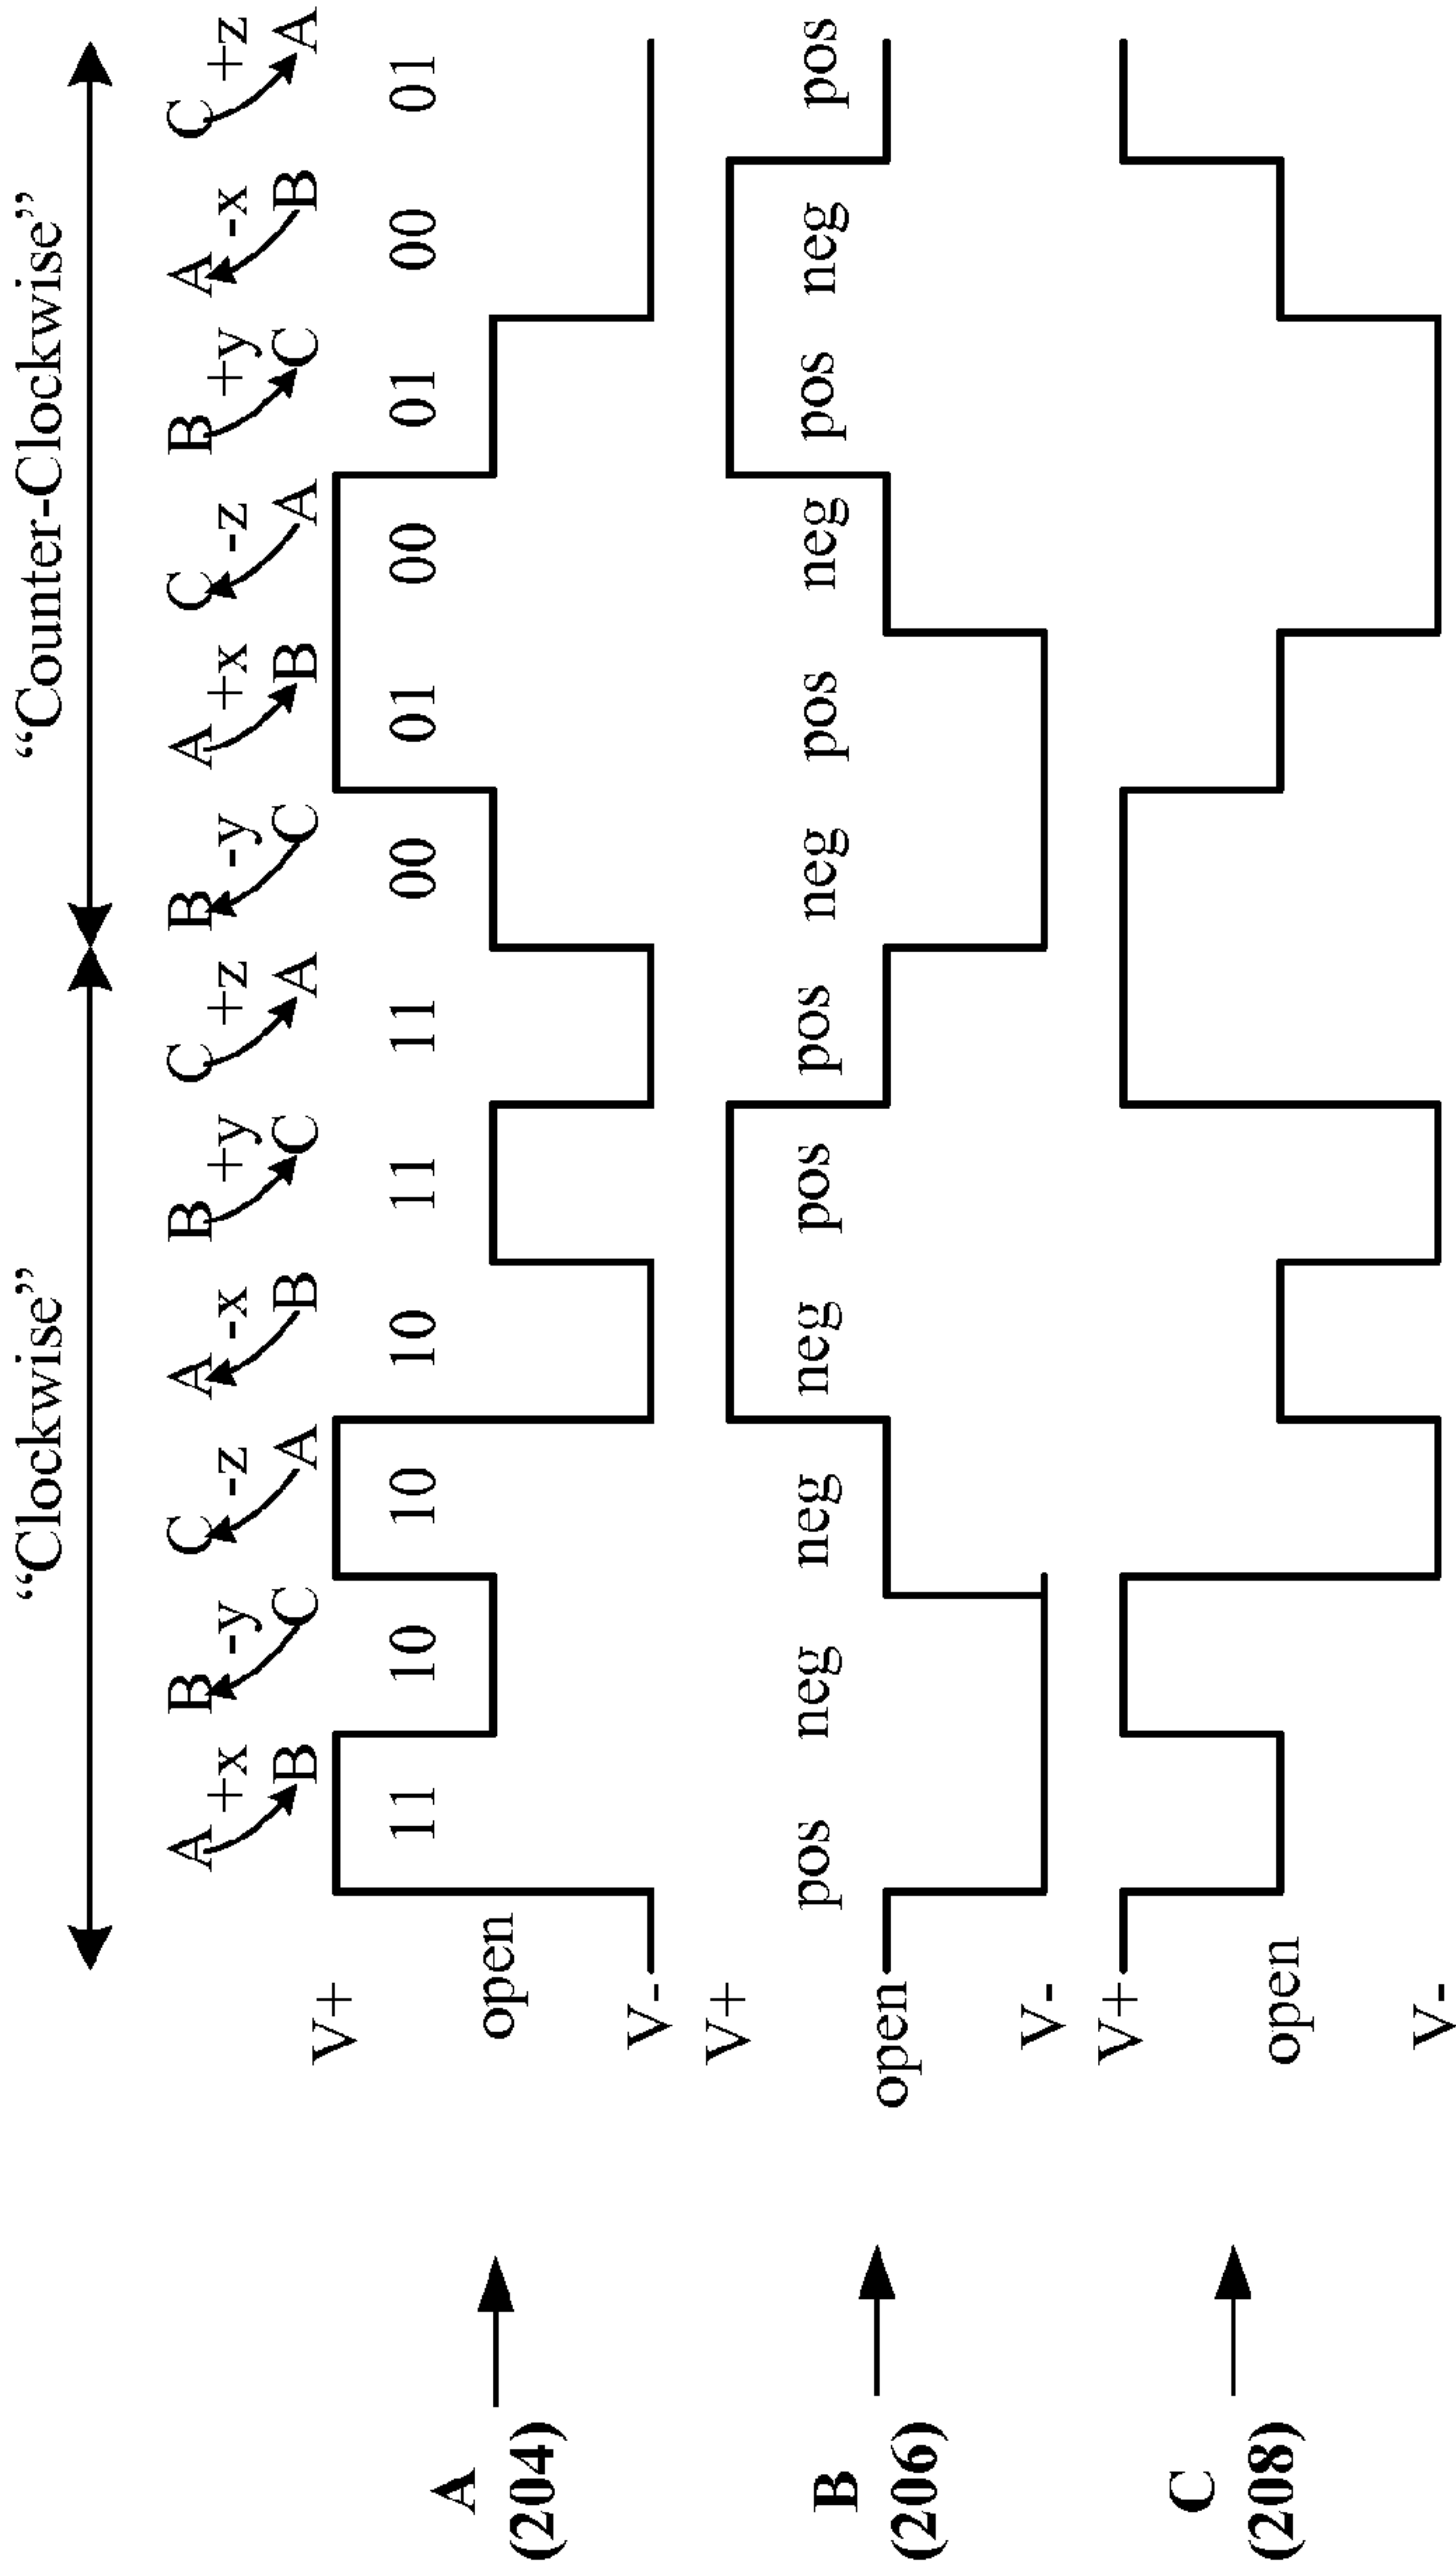 “Clockwise” “Counter-Clockwise”
A +x B B -y C C -z A A -x B B +y C C +z A B -y C A +x B C -z A B +y C A -x B C +z A
11 10 10 10 11 11 00 01 00 01 00 01
V+
A
(204)
open
V-
V+
pos neg neg neg pos pos neg pos neg pos neg pos
B
(206)
open
V-
V+
C
(208)
open
V-